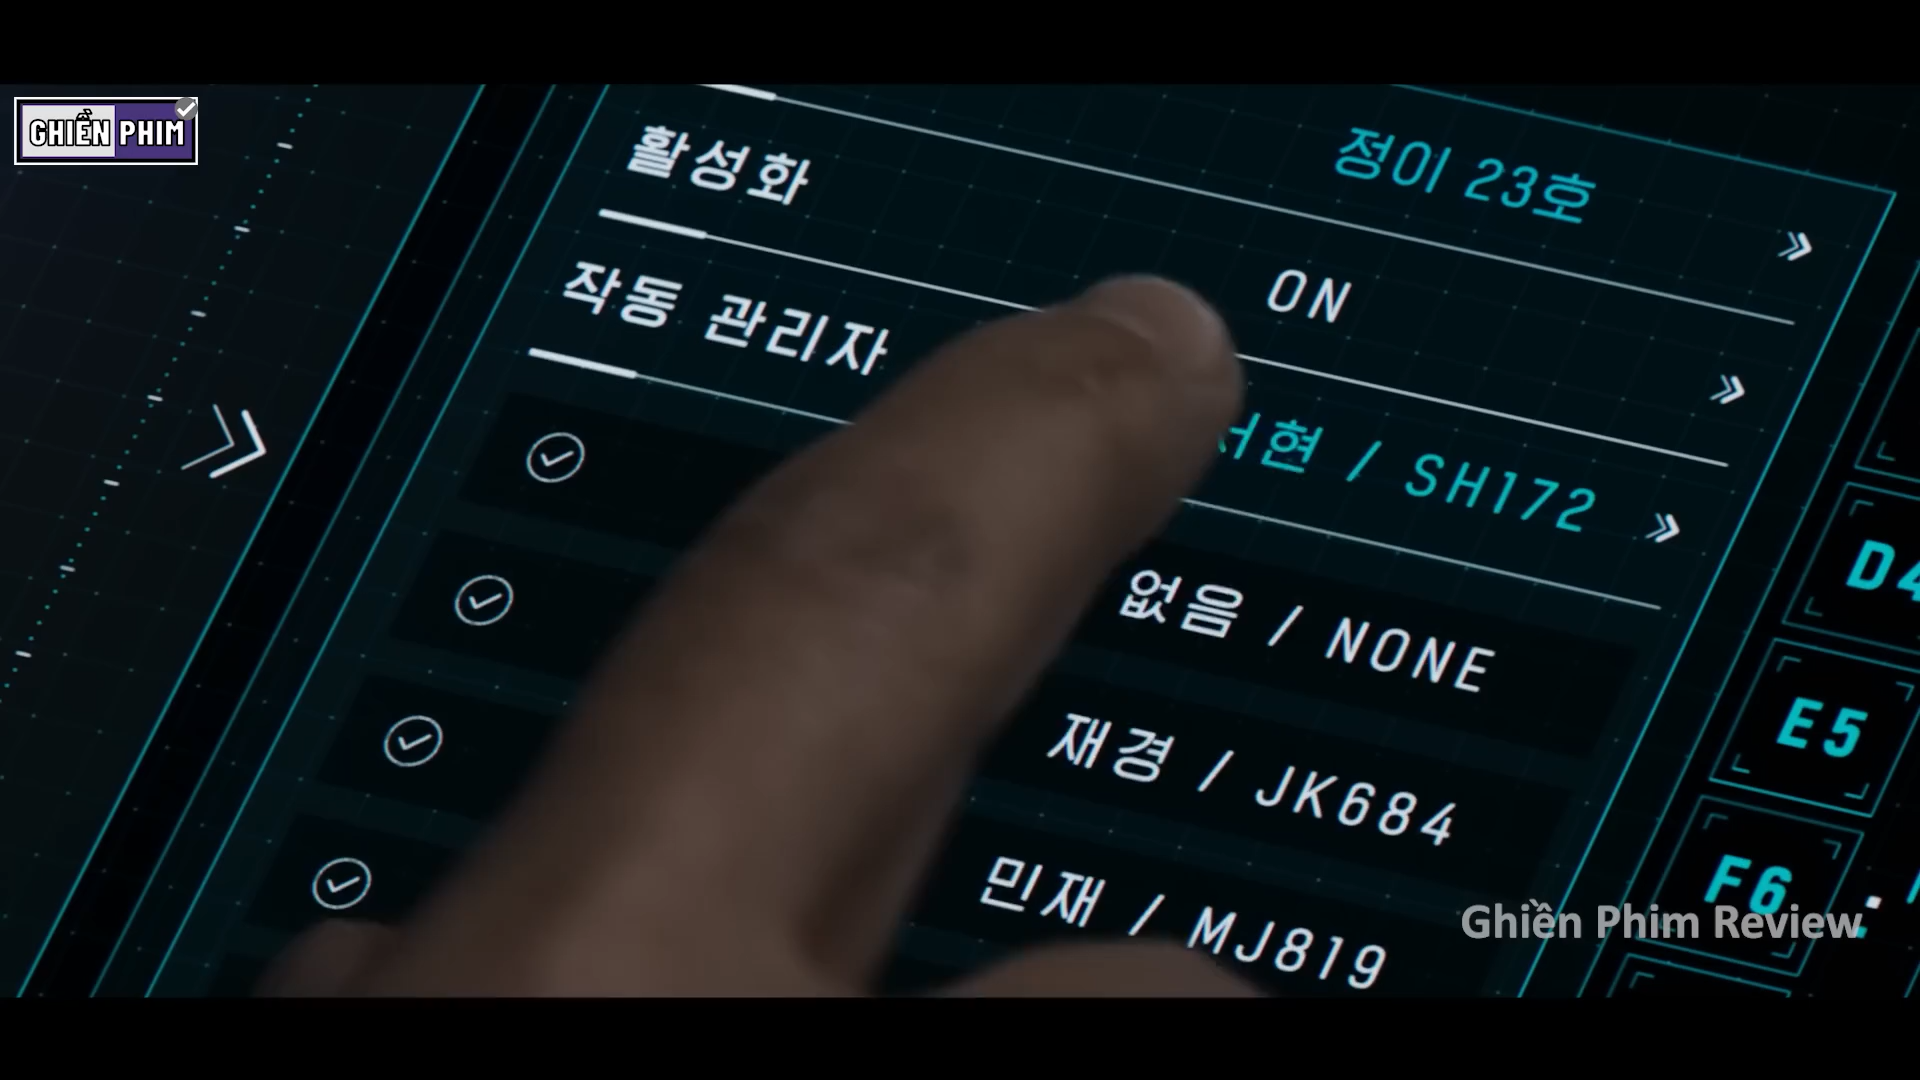 GHIỀN PHIM
정이 23호
활성화
ON
작동 관리자
서현 / SH172
없음 / NONE
재경 / JK684
민재 / MJ819
E5
F6
Ghiền Phim Review